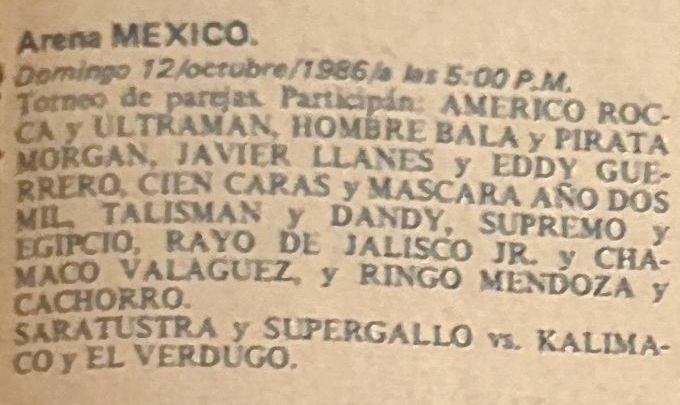 Arena MEXICO.
Domingo 12/octubre/1986/a las 5:00 P.M.
Torneo de parejas. Participán: AMERICO ROC-
CA y ULTRAMAN, HOMBRE BALA y PIRATA
MORGAN, JAVIER LLANES y EDDY GUE-
RRERO, CIEN CARAS y MASCARA AÑO DOS
MIL, TALISMAN y DANDY, SUPREMO y
EGIPCIO, RAYO DE JALISCO JR. y CHA-
MACO VALAGUEZ, y RINGO MENDOZA y
CACHORRO.
SARATUSTRA y SUPERGALLO vs. KALIMA-
CO y EL VERDUGO.